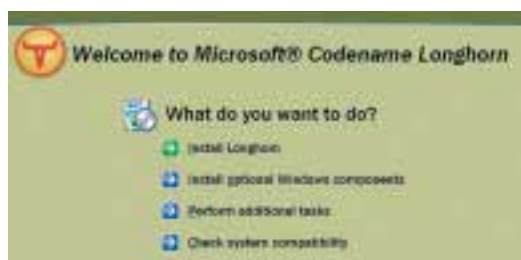 Welcome to Microsoft® Codename Longhorn
What do you want to do?
Install Longhorn
Install optional Windows components
Perform additional tasks
Check system compatibility